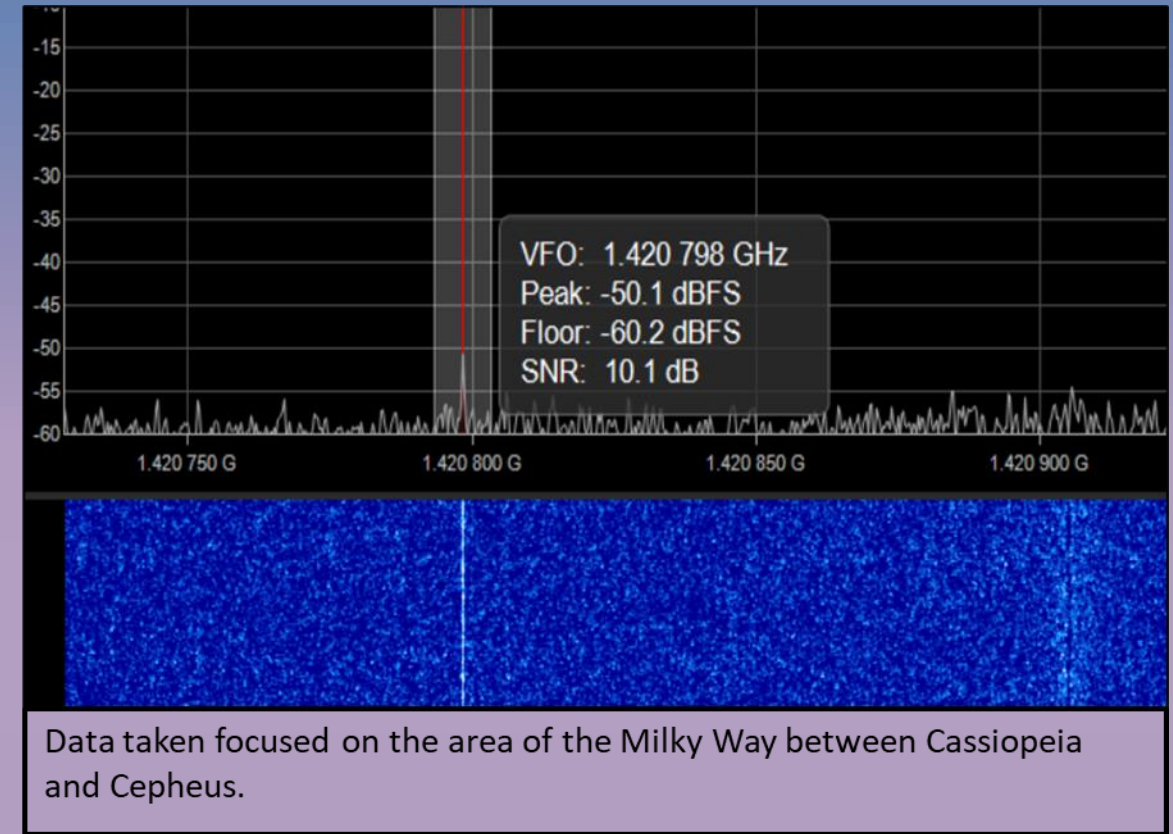 -15
-20
-25
-30
-35
-40
-45
-50
-55
-60
VFO: 1.420 798 GHz
Peak: -50.1 dBFS
Floor: -60.2 dBFS
SNR: 10.1 dB
1.420 750 G
1.420 800 G
1.420 850 G
1.420 900 G
Data taken focused on the area of the Milky Way between Cassiopeia
and Cepheus.